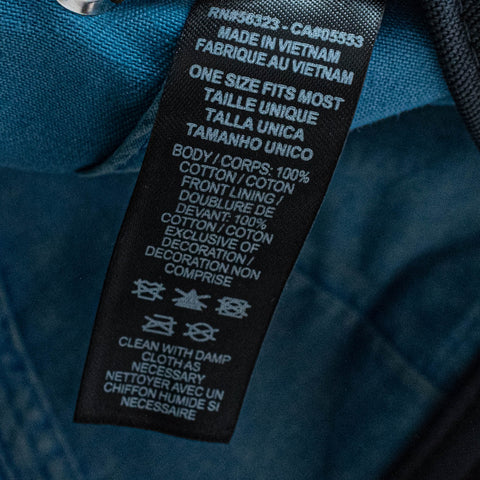 RN#56323 - CA#05553
MADE IN VIETNAM
FABRIQUE AU VIETNAM
ONE SIZE FITS MOST
TAILLE UNIQUE
TALLA UNICA
TAMANHO UNICO
BODY / CORPS: 100%
COTTON / COTON
FRONT LINING /
DOUBLURE DE
DEVANT: 100%
COTTON / COTON
EXCLUSIVE OF
DECORATION /
DECORATION NON
COMPRISE
CLEAN WITH DAMP
CLOTH AS
NECESSARY
NETTOYER AVEC UN
CHIFFON HUMIDE SI
NECESSAIRE